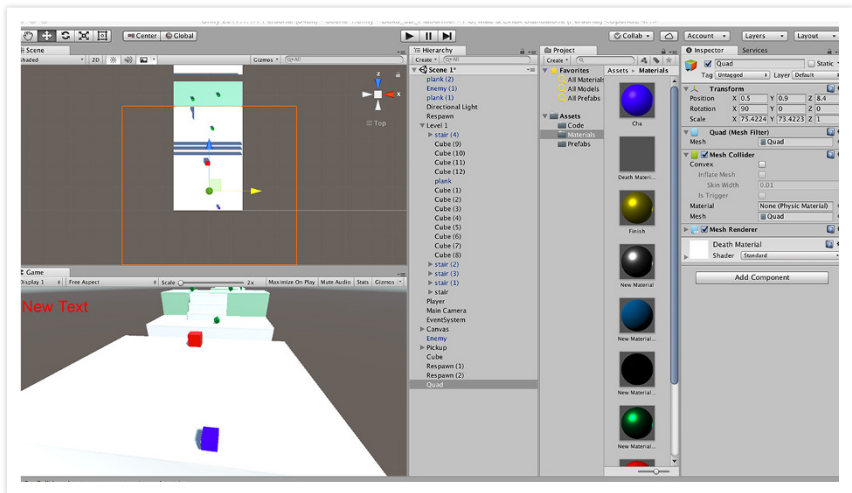 Center Global
Collab Account Layers Layout
Scene
Shaded 2D Gizmos All
Top
z
x
Game
Display 1 Free Aspect Scale 2x Maximize On Play Mute Audio Stats Gizmos
New Text
Hierarchy
Create All
Scene 1*
plank (2)
Enemy (1)
plank (1)
Directional Light
Respawn
Level 1
stair (4)
Cube (9)
Cube (10)
Cube (11)
Cube (12)
plank
Cube (1)
Cube (2)
Cube (3)
Cube (4)
Cube (5)
Cube (6)
Cube (7)
Cube (8)
stair (2)
stair (3)
stair (1)
stair
Player
Main Camera
EventSystem
Canvas
Enemy
Pickup
Cube
Respawn (1)
Respawn (2)
Quad
Project
Create
Favorites
All Material
All Models
All Prefabs
Assets
Code
Materials
Prefabs
Assets Materials
Cha
Death Materi...
Finish
New Material
New Material...
New Material...
New Material...
Inspector Services
Quad Static
Tag Untagged Layer Default
Transform
Position X 0.5 Y 0.9 Z 8.4
Rotation X 90 Y 0 Z 0
Scale X 75.4224 Y 73.4223 Z 1
Quad (Mesh Filter)
Mesh Quad
Mesh Collider
Convex
Inflate Mesh
Skin Width 0.01
Is Trigger
Material None (Physic Material)
Mesh Quad
Mesh Renderer
Death Material
Shader Standard
Add Component